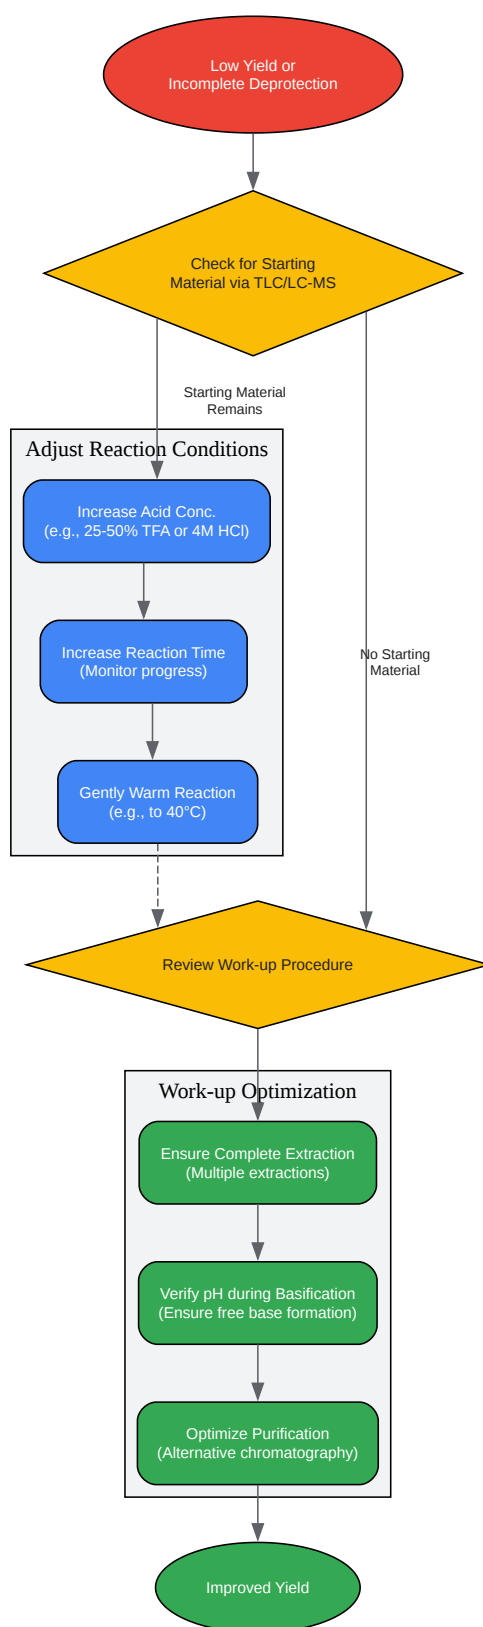 Low Yield or
Incomplete Deprotection
Check for Starting
Material via TLC/LC-MS
Starting Material
Remains
Adjust Reaction Conditions
Increase Acid Conc.
(e.g., 25-50% TFA or 4M HCl)
Increase Reaction Time
(Monitor progress)
No Starting
Material
Gently Warm Reaction
(e.g., to 40°C)
Review Work-up Procedure
Work-up Optimization
Ensure Complete Extraction
(Multiple extractions)
Verify pH during Basification
(Ensure free base formation)
Optimize Purification
(Alternative chromatography)
Improved Yield